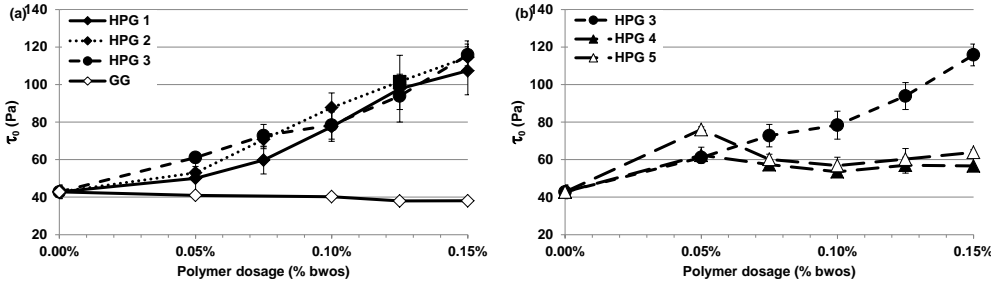 (a)
140
120
100
80
60
40
20
τ₀ (Pa)
HPG 1
HPG 2
HPG 3
GG
0.00%
0.05%
0.10%
0.15%
Polymer dosage (% bwos)
(b)
140
120
100
80
60
40
20
τ₀ (Pa)
HPG 3
HPG 4
HPG 5
0.00%
0.05%
0.10%
0.15%
Polymer dosage (% bwos)